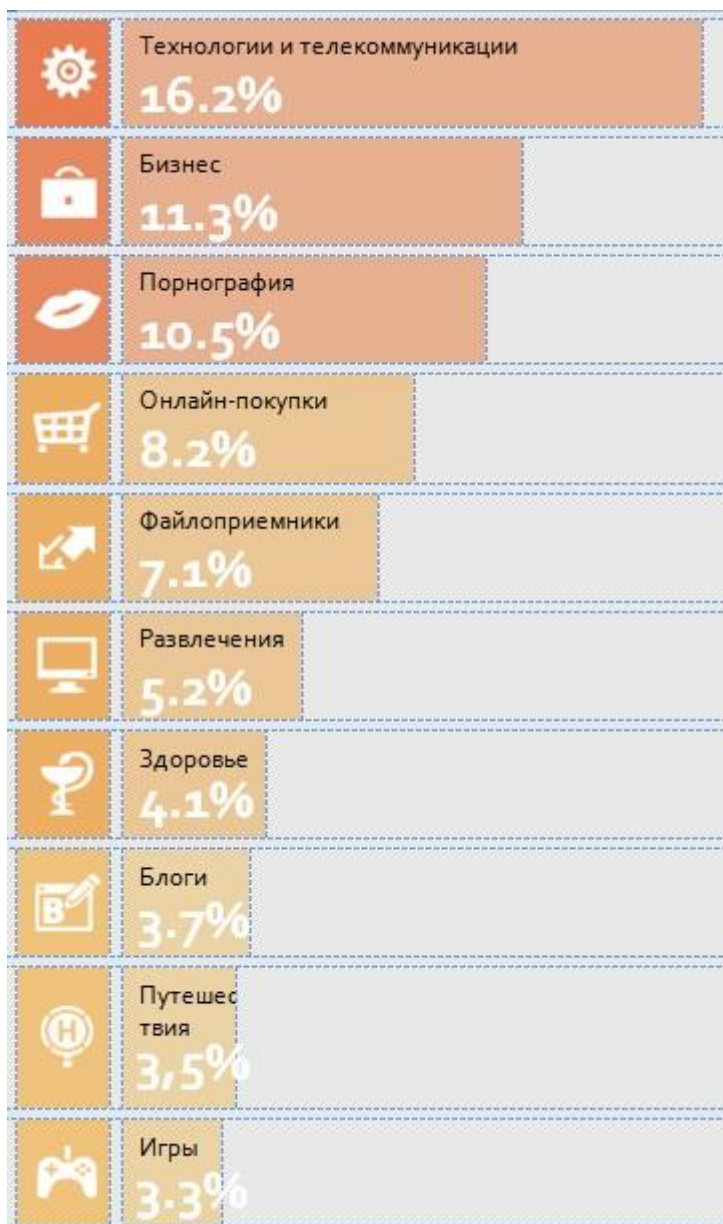 Технологии и телекоммуникации
16.2%
Бизнес
11.3%
Порнография
10.5%
Онлайн-покупки
8.2%
Файлоприемники
7.1%
Развлечения
5.2%
Здоровье
4.1%
Блоги
3.7%
Путешес
твия
3,5%
Игры
3.3%